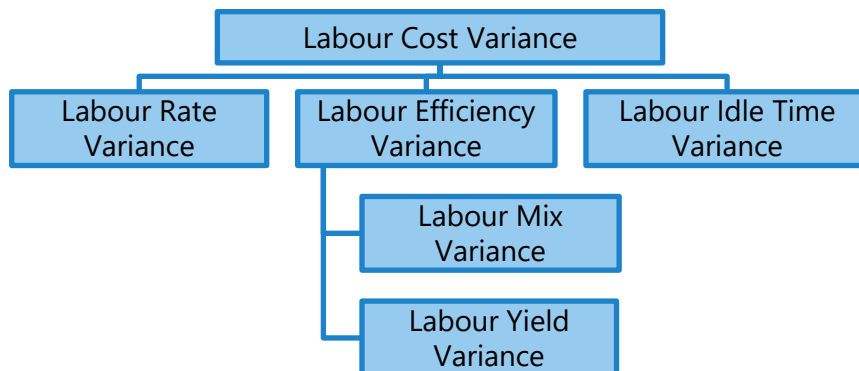 Labour Cost Variance
Labour Rate
Variance
Labour Efficiency
Variance
Labour Idle Time
Variance
Labour Mix
Variance
Labour Yield
Variance